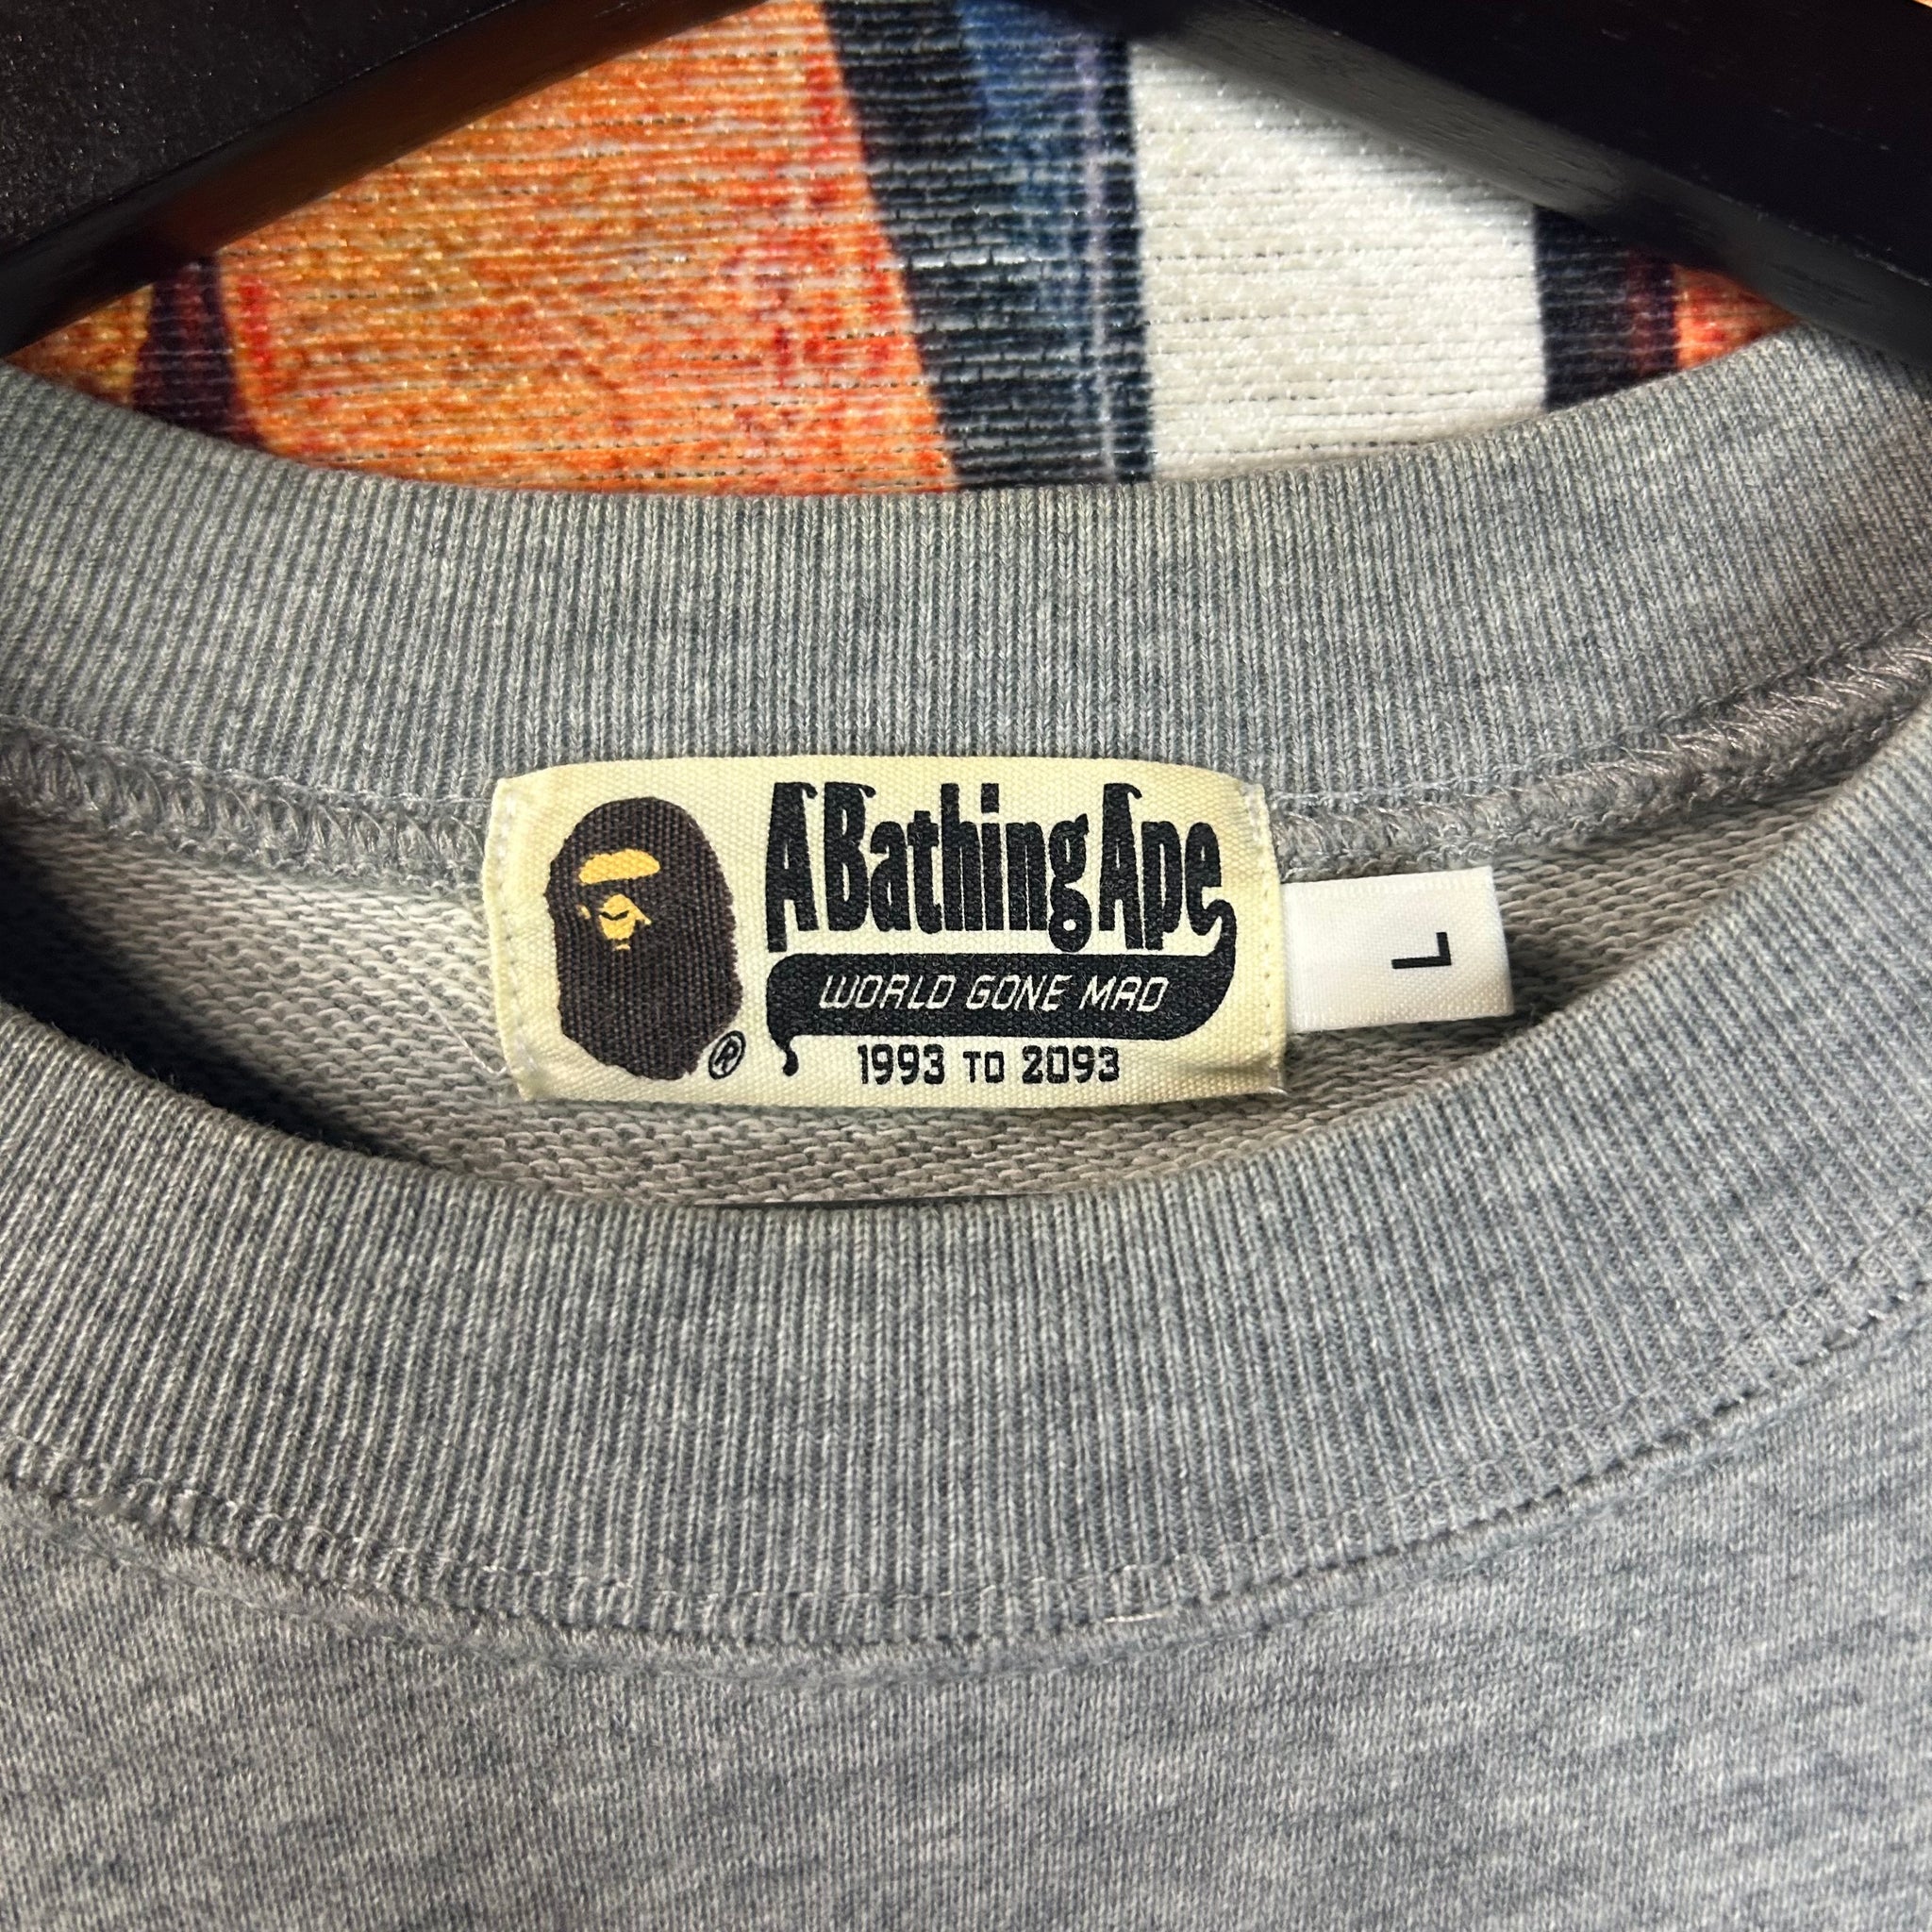 A Bathing Ape
WORLD GONE MAD
1993 TO 2093
®
L